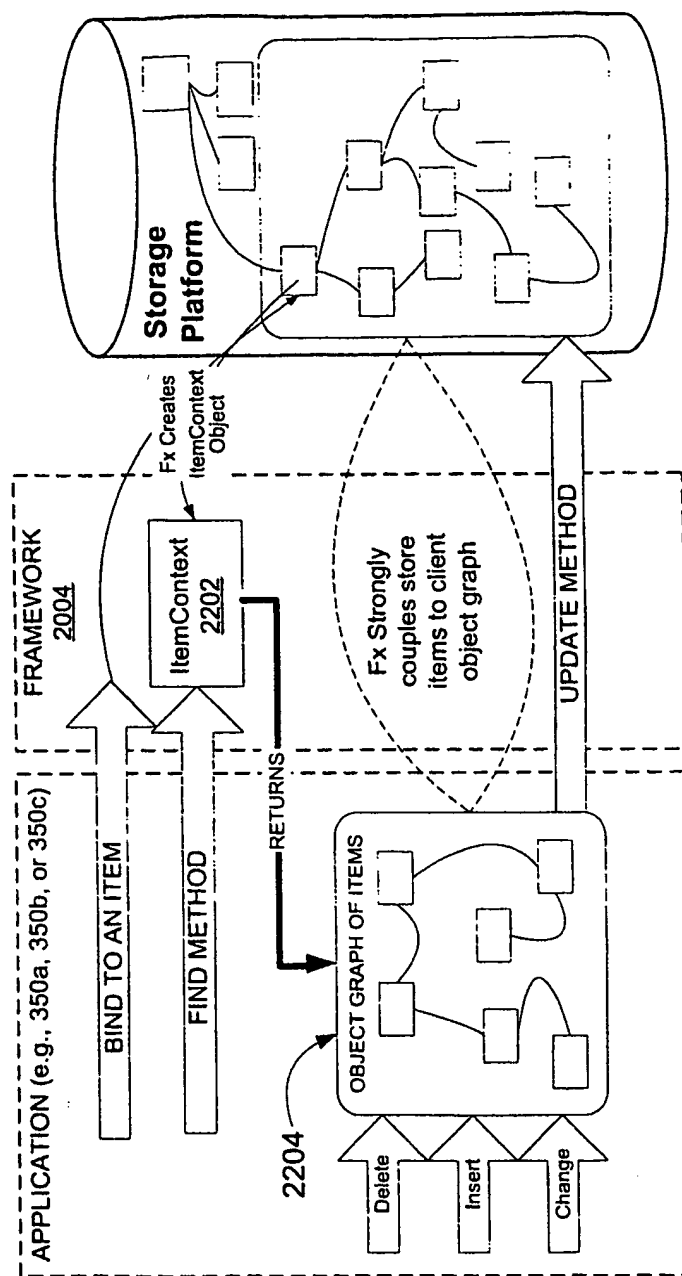 APPLICATION (e.g., 350a, 350b, or 350c)
BIND TO AN ITEM
FIND METHOD
FRAMEWORK
2004
ItemContext
2202
Fx Creates
ItemContext
Object
Storage
Platform
RETURNS
2204
OBJECT GRAPH OF ITEMS
Delete
Insert
Change
Fx Strongly
couples store
items to client
object graph
UPDATE METHOD